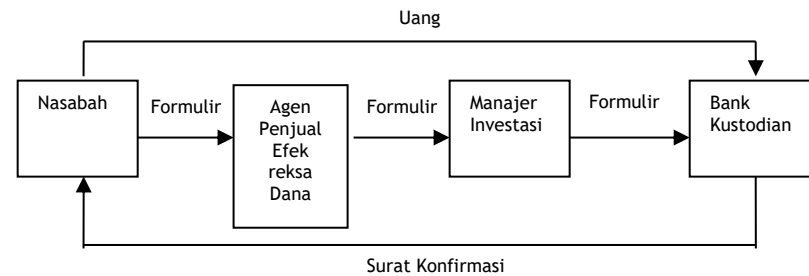 Uang
Nasabah
Formulir
Agen
Penjual
Efek
reksa
Dana
Formulir
Manajer
Investasi
Formulir
Bank
Kustodian
Surat Konfirmasi